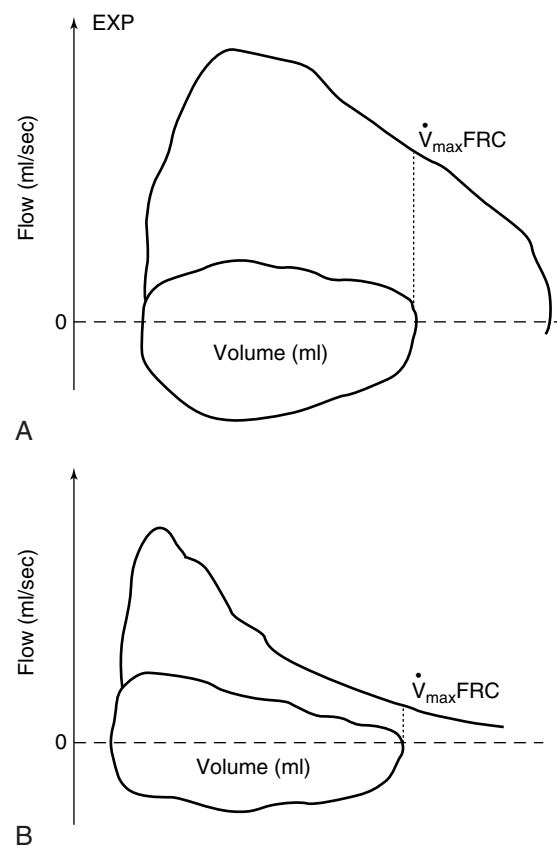 EXP
Flow (ml/sec)
V̇maxFRC
0
Volume (ml)
A
Flow (ml/sec)
V̇maxFRC
0
Volume (ml)
B